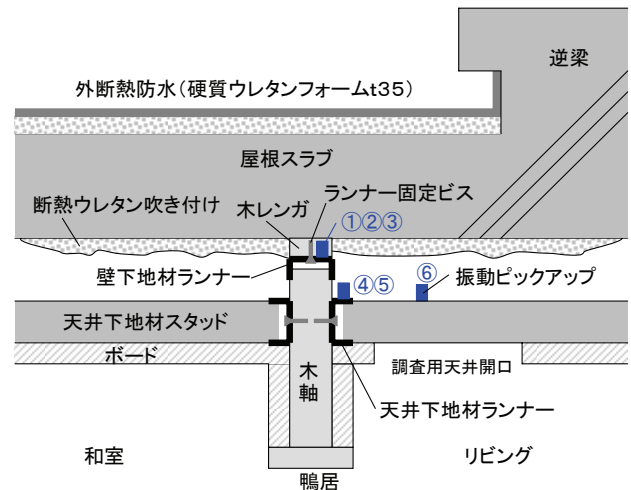 逆梁
外断熱防水(硬質ウレタンフォームt35)
屋根スラブ
断熱ウレタン吹き付け
木レンガ
ランナー固定ビス
①②③
壁下地材ランナー
④⑤
⑥
振動ピックアップ
天井下地材スタッド
ボード
調査用天井開口
木
軸
天井下地材ランナー
和室
リビング
鴨居